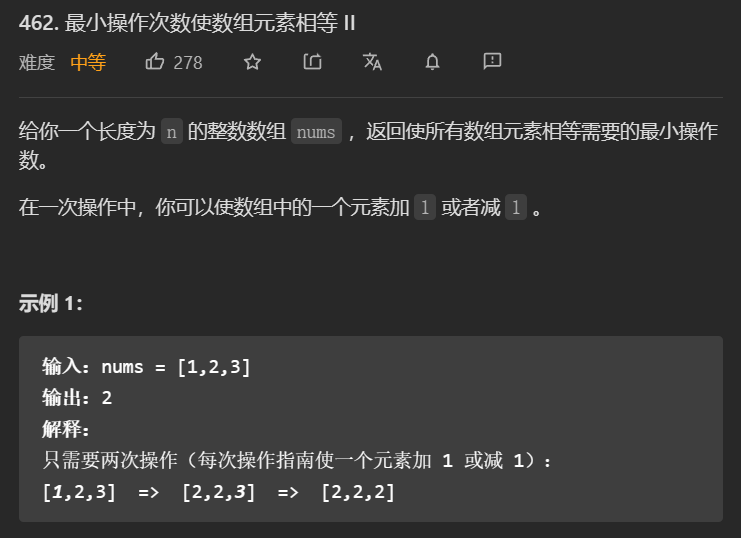 462. 最小操作次数使数组元素相等 II
难度 中等 278
给你一个长度为 n 的整数数组 nums ，返回使所有数组元素相等需要的最小操作
数。
在一次操作中，你可以使数组中的一个元素加 1 或者减 1 。
示例 1：
输入：nums = [1,2,3]
输出：2
解释：
只需要两次操作（每次操作指南使一个元素加 1 或减 1）：
[1,2,3]  =>  [2,2,3]  =>  [2,2,2]